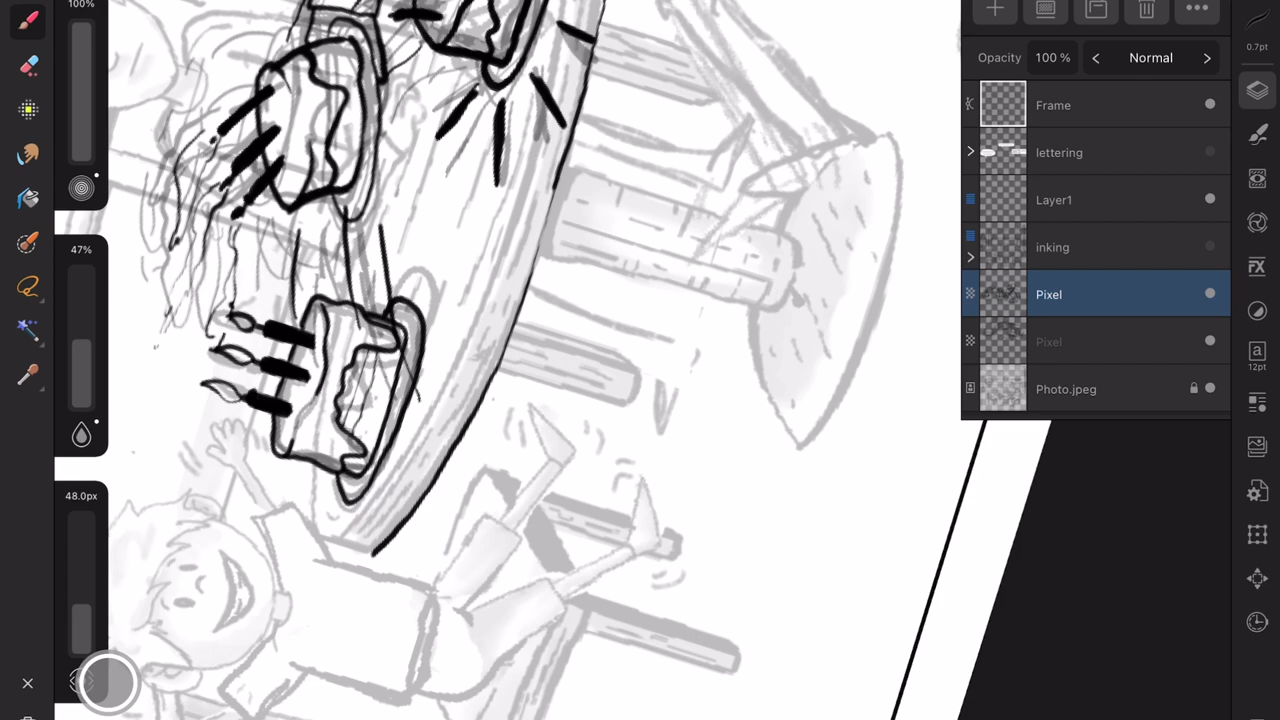 100%
47%
48.0px
Opacity 100 % < Normal >
Frame
lettering
Layer1
inking
Pixel
Pixel
Photo.jpeg
0.7pt
FX
a
12pt